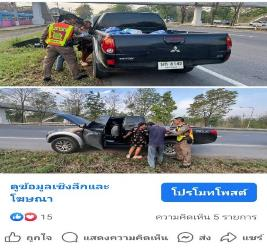 ดูข้อมูลเชิงลึกและ
โฆษณา
โปรโมทโพสต์
15
ความคิดเห็น 5 รายการ
ถูกใจ
แสดงความคิดเห็น
ส่ง
แชร์